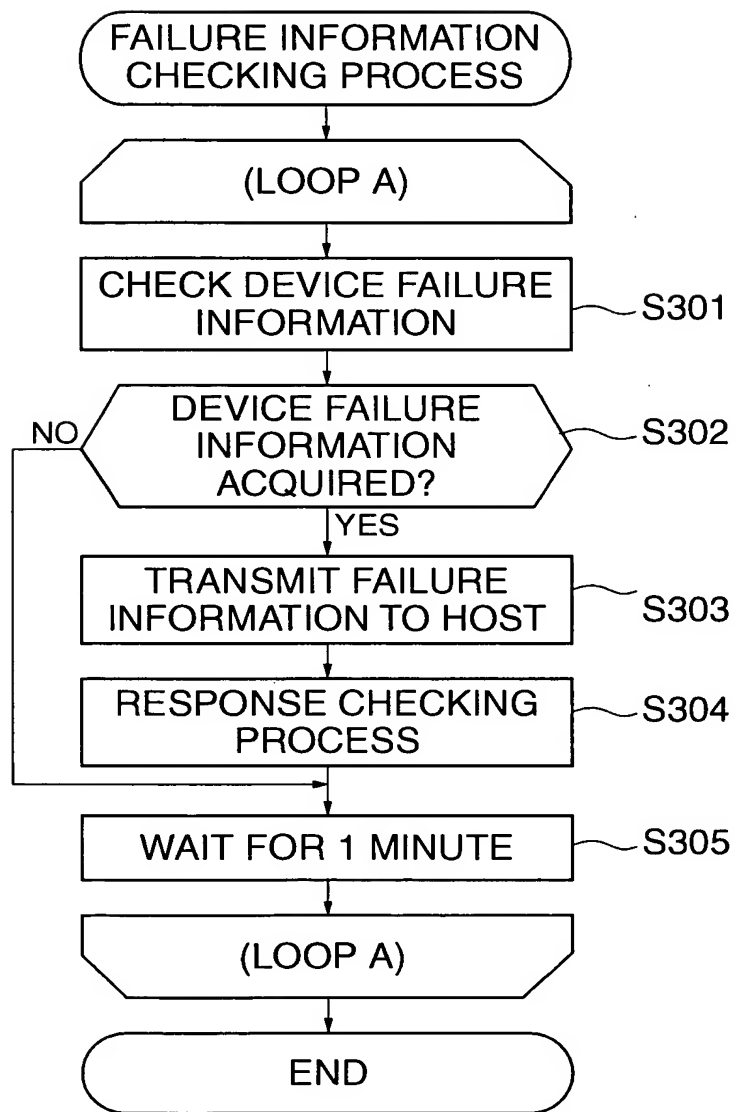 FAILURE INFORMATION
CHECKING PROCESS
(LOOP A)
CHECK DEVICE FAILURE
INFORMATION
S301
DEVICE FAILURE
INFORMATION
ACQUIRED?
S302
NO
YES
TRANSMIT FAILURE
INFORMATION TO HOST
S303
RESPONSE CHECKING
PROCESS
S304
WAIT FOR 1 MINUTE
S305
(LOOP A)
END